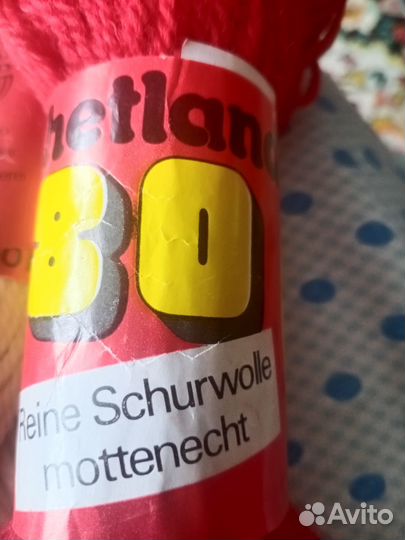 hetlan
80
Reine Schurwolle
mottenecht
Avito